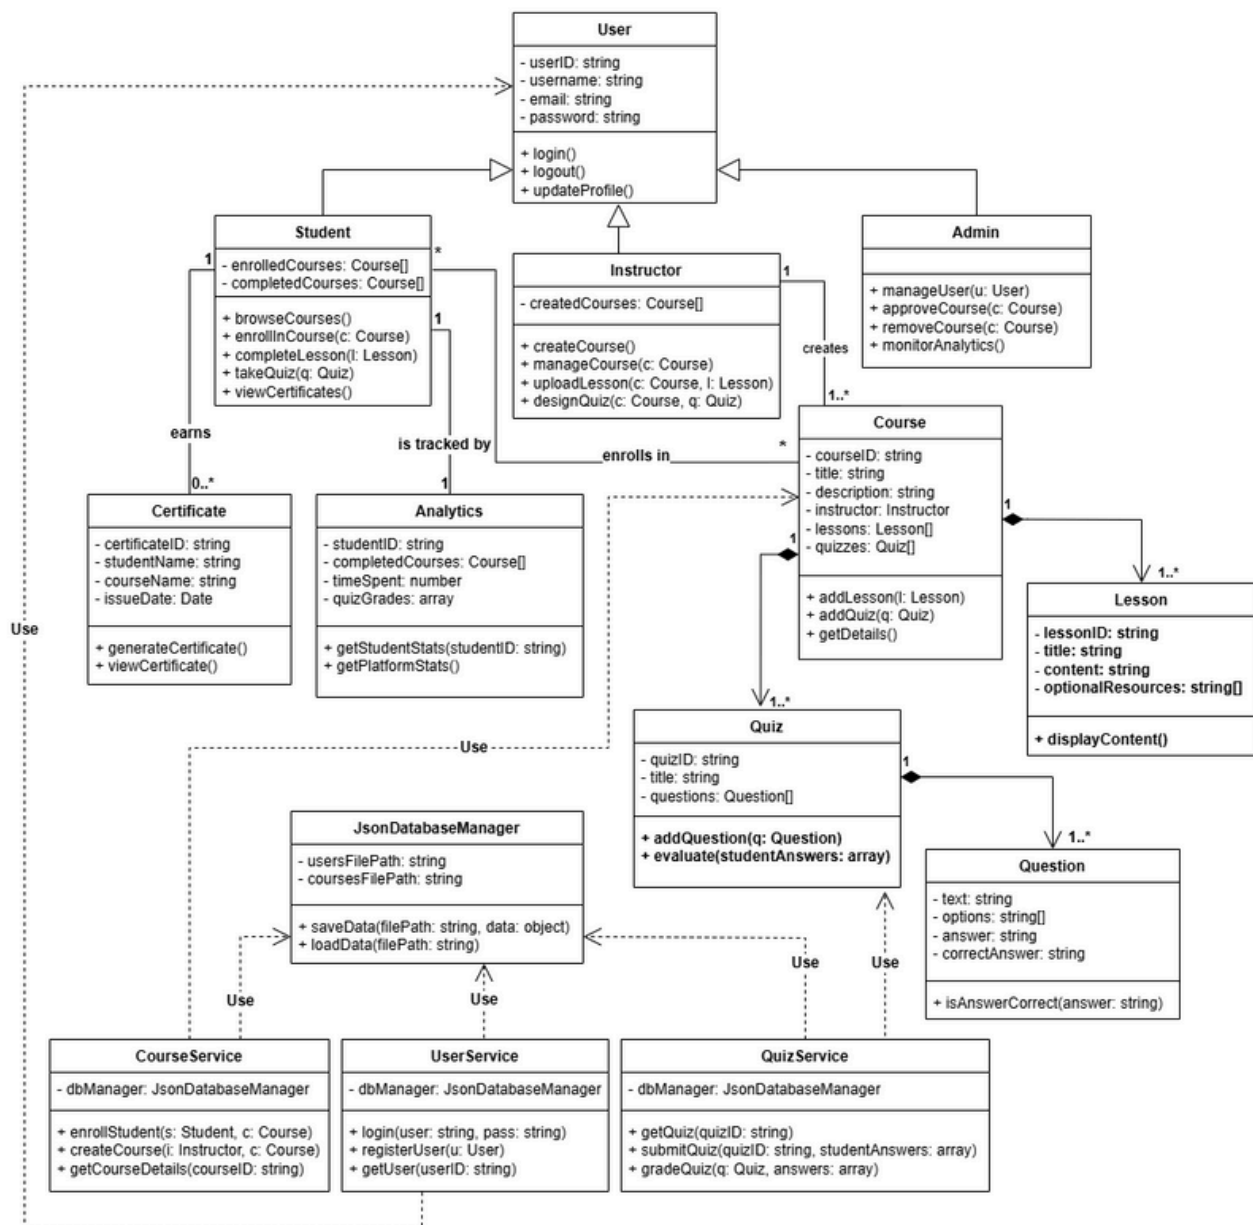 User
- userID: string
- username: string
- email: string
- password: string
+ login()
+ logout()
+ updateProfile()
Student
- enrolledCourses: Course[]
- completedCourses: Course[]
+ browseCourses()
+ enrollInCourse(c: Course)
+ completeLesson(l: Lesson)
+ takeQuiz(q: Quiz)
+ viewCertificates()
1
*
1
Instructor
- createdCourses: Course[]
+ createCourse()
+ manageCourse(c: Course)
+ uploadLesson(c: Course, l: Lesson)
+ designQuiz(c: Course, q: Quiz)
1
creates
1..*
Admin
+ manageUser(u: User)
+ approveCourse(c: Course)
+ removeCourse(c: Course)
+ monitorAnalytics()
earns
0..*
is tracked by
1
enrolls in
*
Course
- courseID: string
- title: string
- description: string
- instructor: Instructor
- lessons: Lesson[]
- quizzes: Quiz[]
+ addLesson(l: Lesson)
+ addQuiz(q: Quiz)
+ getDetails()
1
1
Certificate
- certificateID: string
- studentName: string
- courseName: string
- issueDate: Date
+ generateCertificate()
+ viewCertificate()
Analytics
- studentID: string
- completedCourses: Course[]
- timeSpent: number
- quizGrades: array
+ getStudentStats(studentID: string)
+ getPlatformStats()
1..*
Lesson
- lessonID: string
- title: string
- content: string
- optionalResources: string[]
+ displayContent()
Use
Use
1..*
Quiz
- quizID: string
- title: string
- questions: Question[]
+ addQuestion(q: Question)
+ evaluate(studentAnswers: array)
1
1..*
Question
- text: string
- options: string[]
- answer: string
- correctAnswer: string
+ isAnswerCorrect(answer: string)
JsonDatabaseManager
- usersFilePath: string
- coursesFilePath: string
+ saveData(filePath: string, data: object)
+ loadData(filePath: string)
Use
Use
Use
Use
CourseService
- dbManager: JsonDatabaseManager
+ enrollStudent(s: Student, c: Course)
+ createCourse(i: Instructor, c: Course)
+ getCourseDetails(courseID: string)
UserService
- dbManager: JsonDatabaseManager
+ login(user: string, pass: string)
+ registerUser(u: User)
+ getUser(userID: string)
QuizService
- dbManager: JsonDatabaseManager
+ getQuiz(quizID: string)
+ submitQuiz(quizID: string, studentAnswers: array)
+ gradeQuiz(q: Quiz, answers: array)